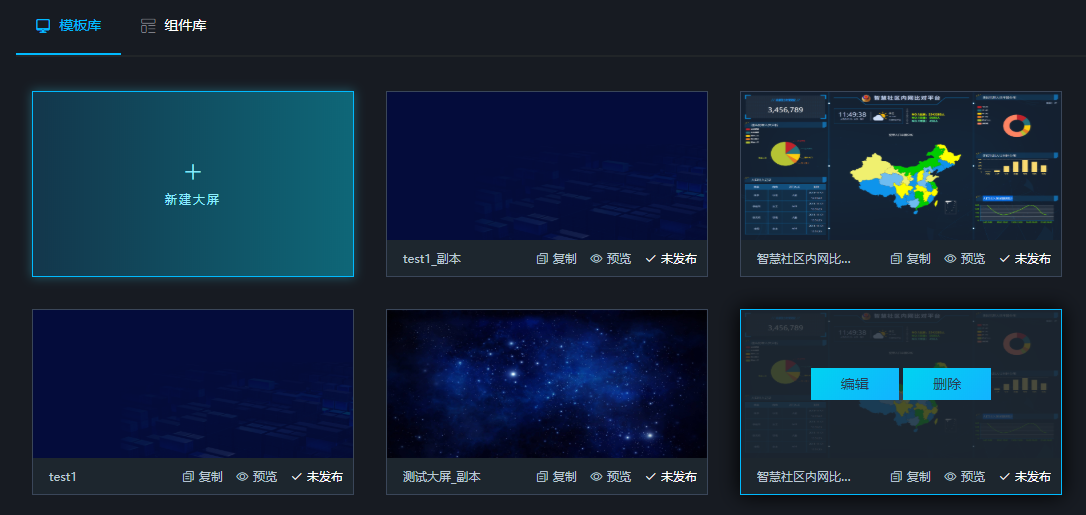 模板库
组件库
新建大屏
test1_副本
复制
预览
未发布
3,456,789
智慧社区内网比对平台
11:49:38
智慧社区内网比...
复制
预览
未发布
test1
复制
预览
未发布
测试大屏_副本
复制
预览
未发布
3,456,789
智慧社区内网比对平台
11:49:38
编辑
删除
智慧社区内网比...
复制
预览
未发布